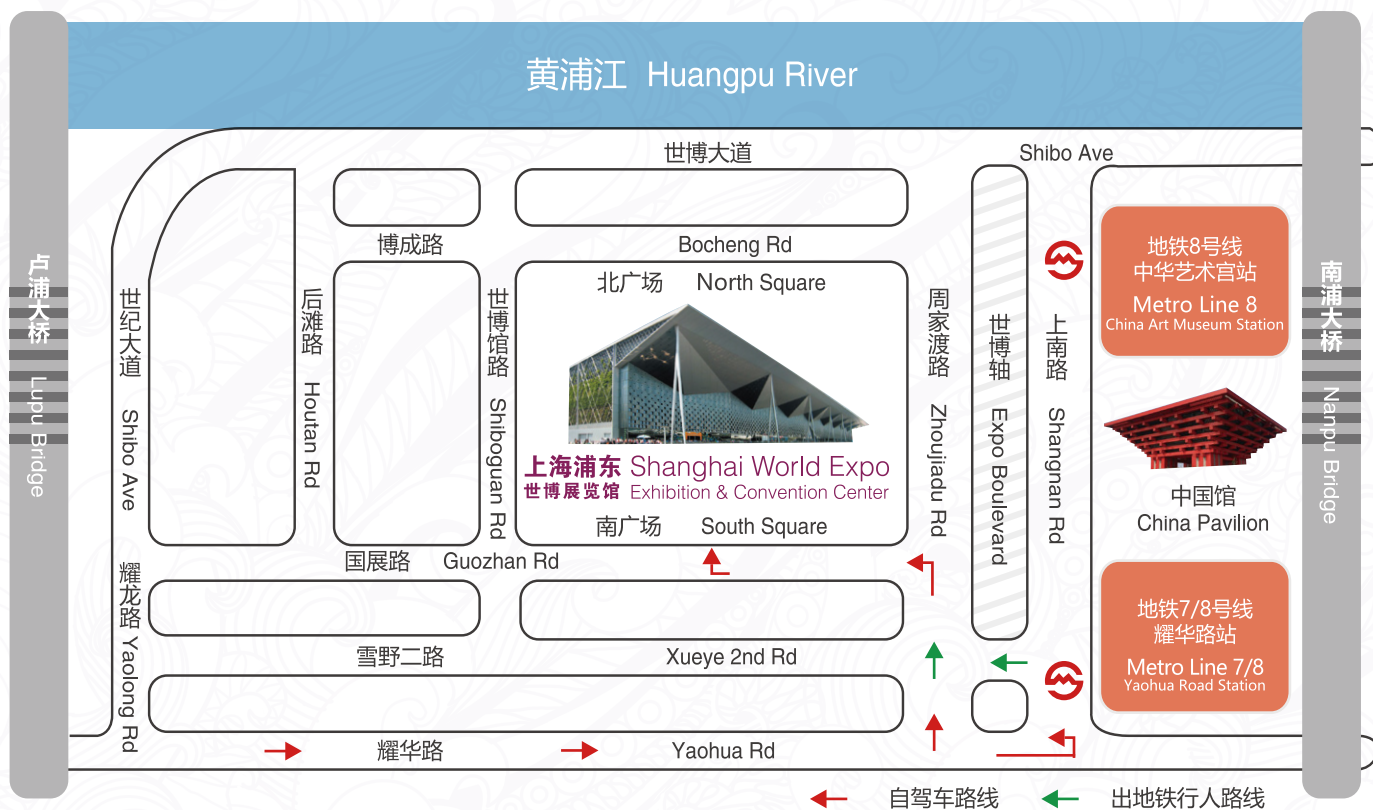 黄浦江 Huangpu River
世博大道
Shibo Ave
博成路
Bocheng Rd
卢浦大桥
Lupu Bridge
世纪大道
Shibo Ave
后滩路
Houtan Rd
世博馆路
Shiboguan Rd
北广场 North Square
上海浦东 Shanghai World Expo
世博展览馆 Exhibition & Convention Center
南广场 South Square
周家渡路
Zhoujiadu Rd
世博轴
Expo Boulevard
上南路
Shangnan Rd
地铁8号线
中华艺术宫站
Metro Line 8
China Art Museum Station
中国馆
China Pavilion
南浦大桥
Nanpu Bridge
国展路 Guozhan Rd
耀龙路
Yaolong Rd
雪野二路
Xueye 2nd Rd
地铁7/8号线
耀华路站
Metro Line 7/8
Yaohua Road Station
耀华路
Yaohua Rd
自驾车路线
出地铁行人路线